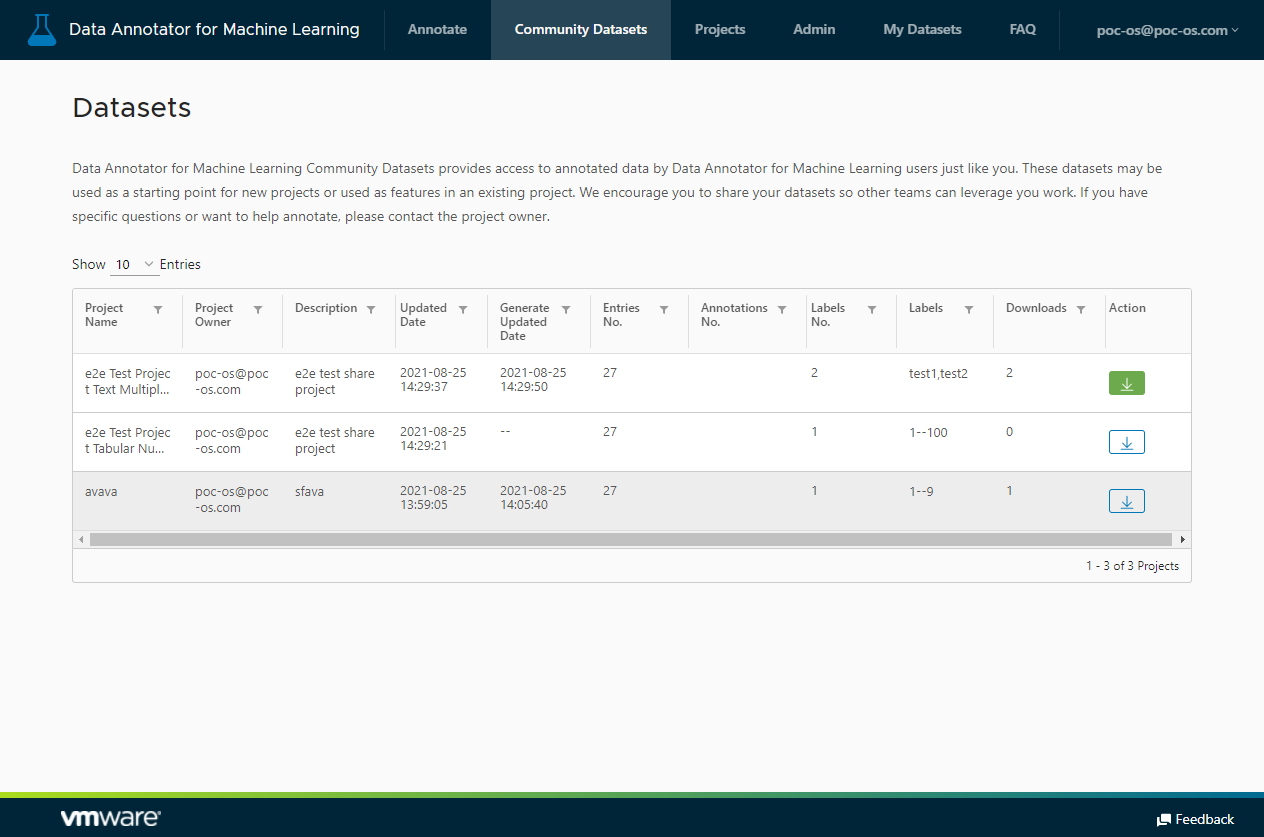 Data Annotator for Machine Learning
Annotate
Community Datasets
Projects
Admin
My Datasets
FAQ
poc-os@poc-os.com
Datasets
Data Annotator for Machine Learning Community Datasets provides access to annotated data by Data Annotator for Machine Learning users just like you. These datasets may be
used as a starting point for new projects or used as features in an existing project. We encourage you to share your datasets so other teams can leverage you work. If you have
specific questions or want to help annotate, please contact the project owner.
Show 10 Entries
Project Name
Project Owner
Description
Updated Date
Generate Updated Date
Entries No.
Annotations No.
Labels No.
Labels
Downloads
Action
e2e Test Projec
t Text Multipl...
poc-os@poc
-os.com
e2e test share
project
2021-08-25
14:29:37
2021-08-25
14:29:50
27
2
test1,test2
2
e2e Test Projec
t Tabular Nu...
poc-os@poc
-os.com
e2e test share
project
2021-08-25
14:29:21
--
27
1
1--100
0
avava
poc-os@poc
-os.com
sfava
2021-08-25
13:59:05
2021-08-25
14:05:40
27
1
1--9
1
1 - 3 of 3 Projects
vmware
Feedback